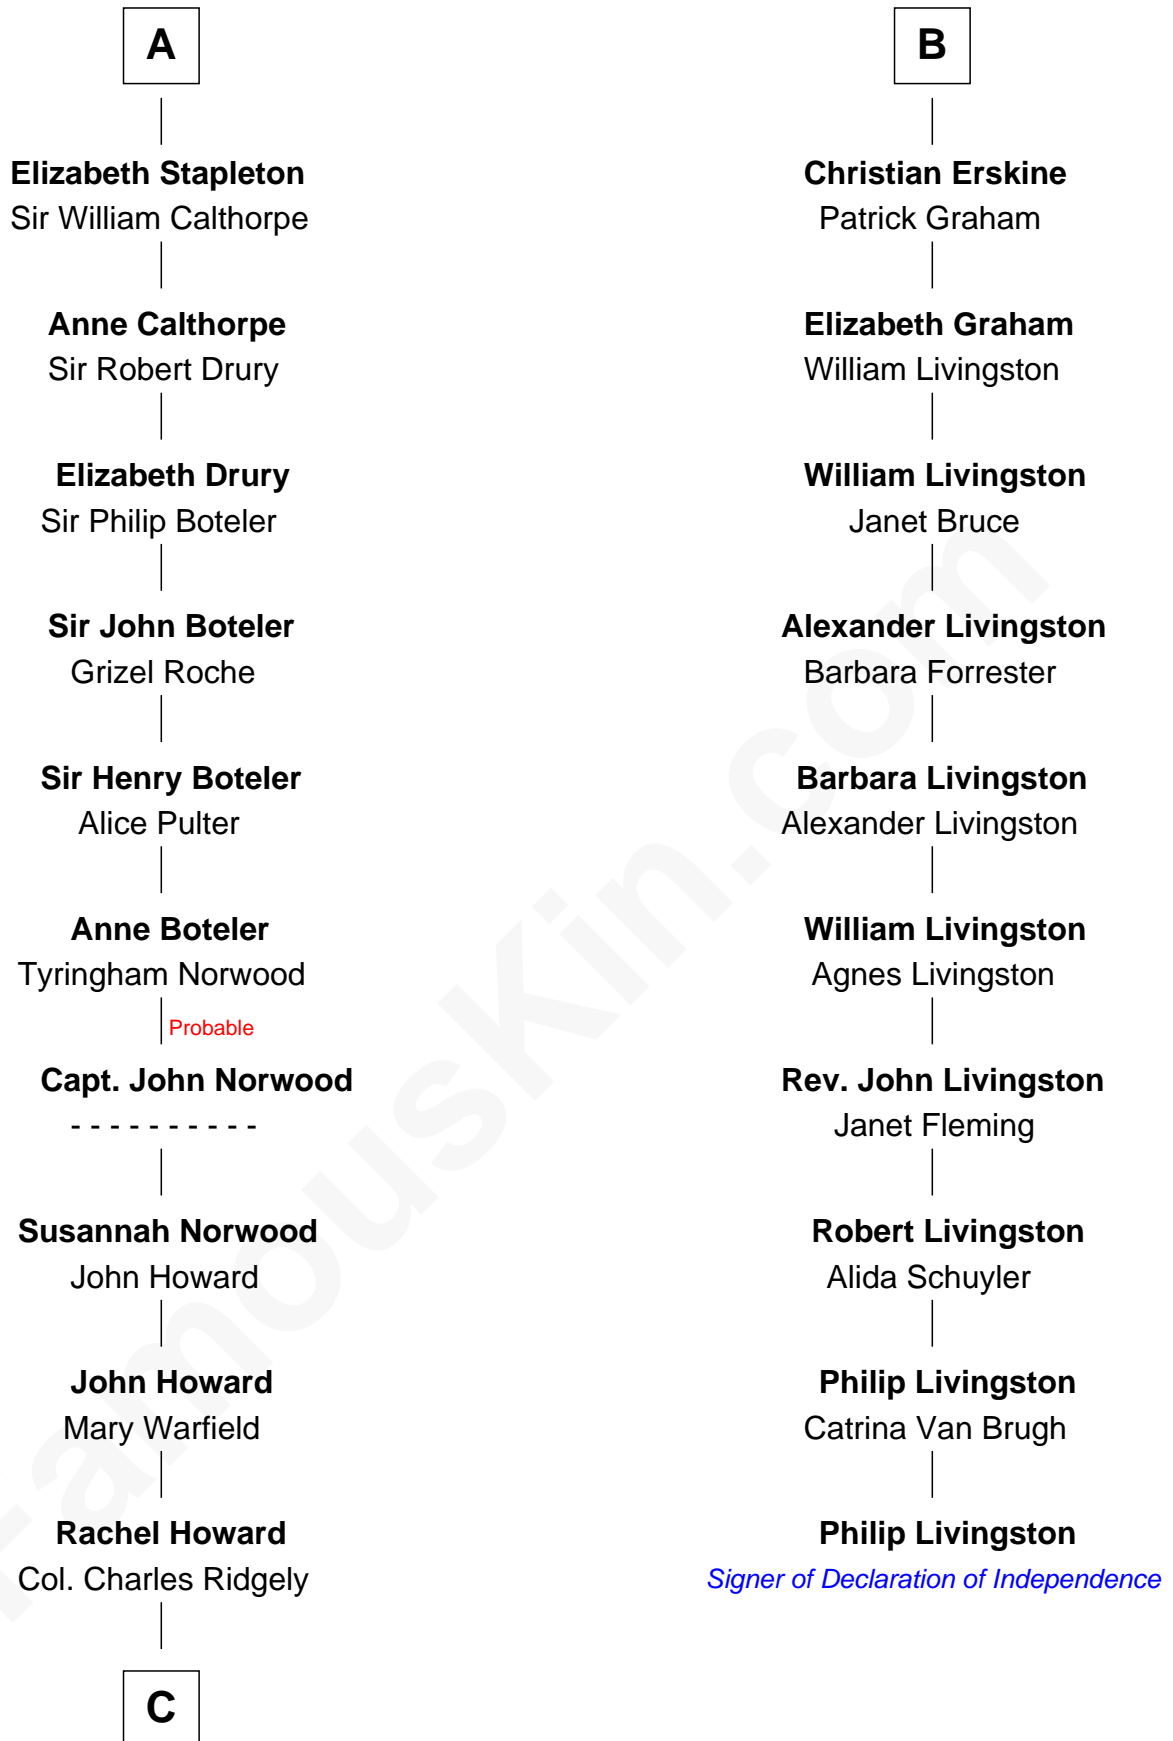 A
Elizabeth Stapleton
Sir William Calthorpe
Anne Calthorpe
Sir Robert Drury
Elizabeth Drury
Sir Philip Boteler
Sir John Boteler
Grizel Roche
Sir Henry Boteler
Alice Pulter
Anne Boteler
Tyringham Norwood
Probable
Capt. John Norwood
- - - - - - - - - -
Susannah Norwood
John Howard
John Howard
Mary Warfield
Rachel Howard
Col. Charles Ridgely
C
B
Christian Erskine
Patrick Graham
Elizabeth Graham
William Livingston
William Livingston
Janet Bruce
Alexander Livingston
Barbara Forrester
Barbara Livingston
Alexander Livingston
William Livingston
Agnes Livingston
Rev. John Livingston
Janet Fleming
Robert Livingston
Alida Schuyler
Philip Livingston
Catrina Van Brugh
Philip Livingston
Signer of Declaration of Independence
FamousKin.com